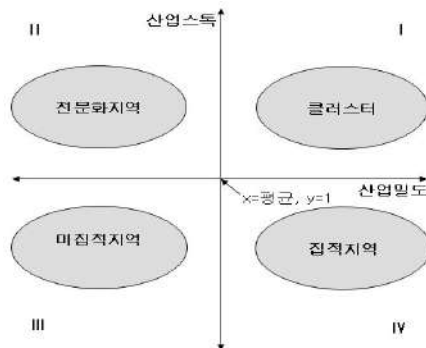 II
산업스톡
I
전문화지역
클러스터
산업밀도
x=평균, y=1
미집적지역
집적지역
III
IV